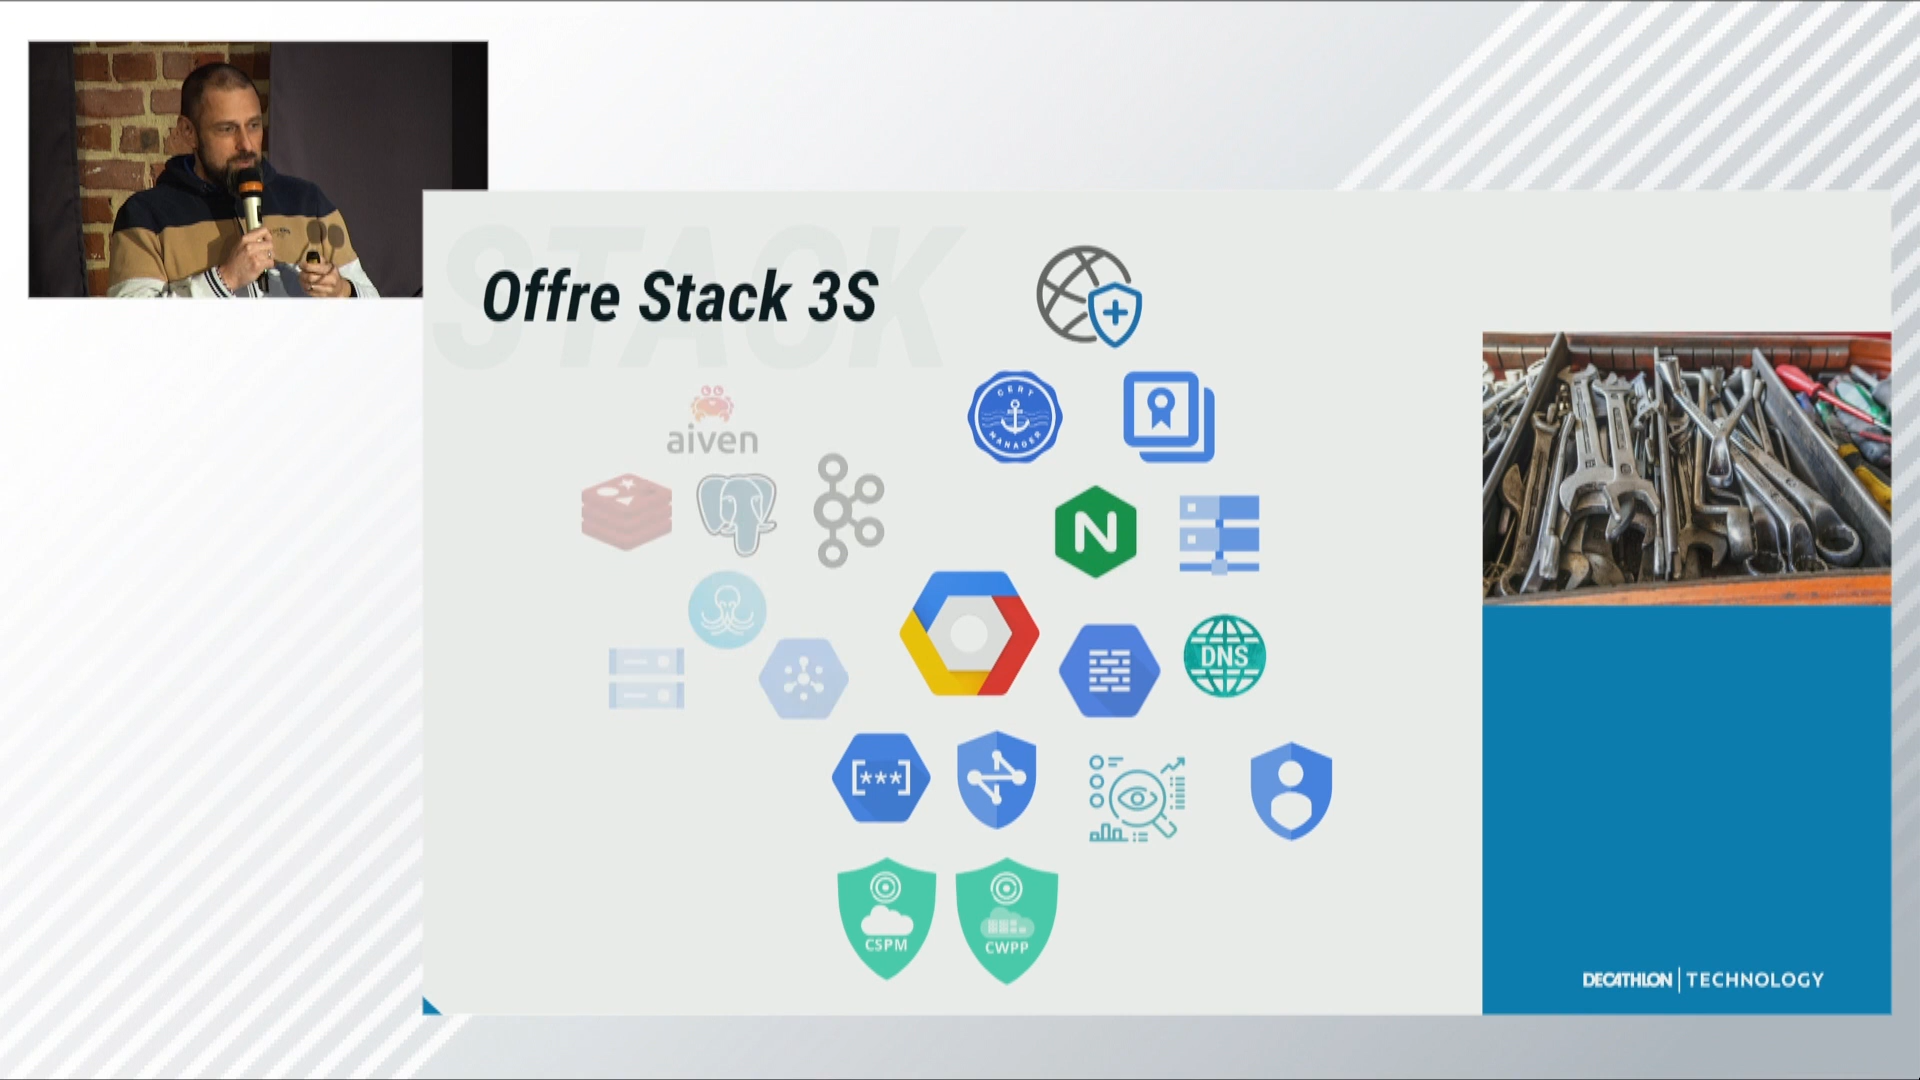 STACK
Offre Stack 3S
aiven
CERT
MANAGER
N
DNS
[***]
CSPM
CWPP
DECATHLON | TECHNOLOGY